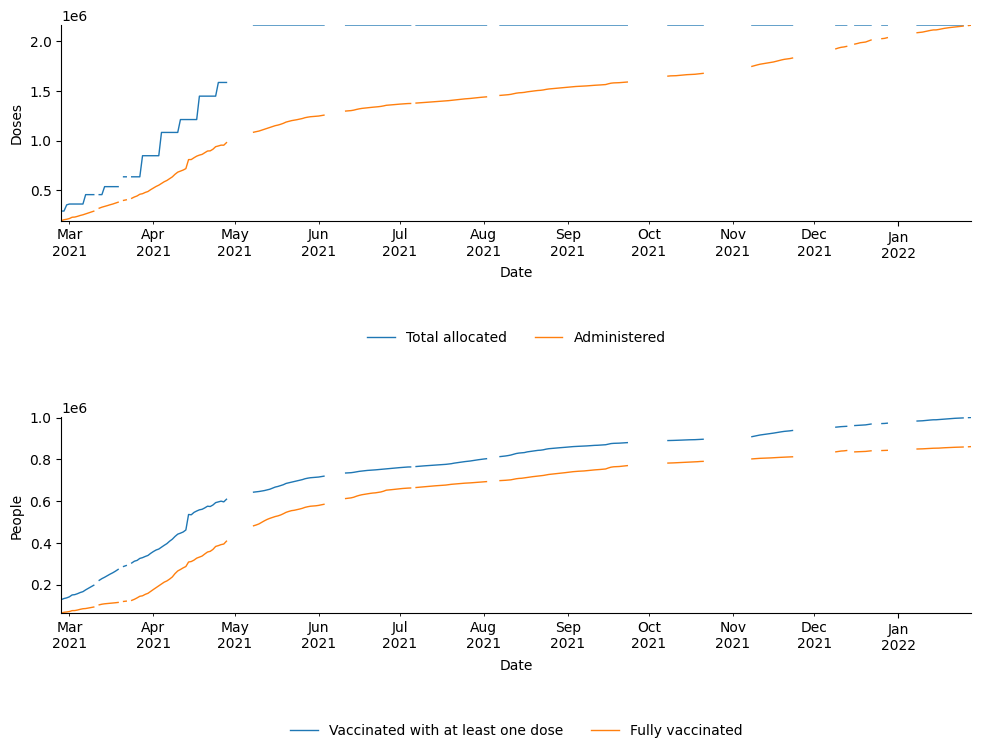 1e6
2.0
1.5
1.0
0.5
Doses
Mar Apr May Jun Jul Aug Sep Oct Nov Dec Jan
2021 2021 2021 2021 2021 2021 2021 2021 2021 2021 2022
Date
Total allocated Administered
1e6
1.0
0.8
0.6
0.4
0.2
People
Mar Apr May Jun Jul Aug Sep Oct Nov Dec Jan
2021 2021 2021 2021 2021 2021 2021 2021 2021 2021 2022
Date
Vaccinated with at least one dose Fully vaccinated